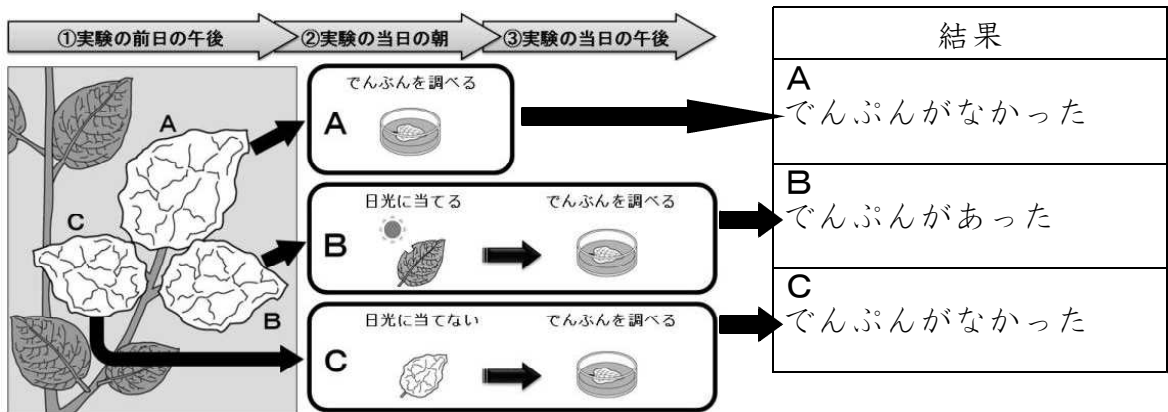 ①実験の前日の午後
②実験の当日の朝
③実験の当日の午後
A
C
B
でんぷんを調べる
A
日光に当てる
でんぷんを調べる
B
日光に当てない
でんぷんを調べる
C
結果
A
でんぷんがなかった
B
でんぷんがあった
C
でんぷんがなかった